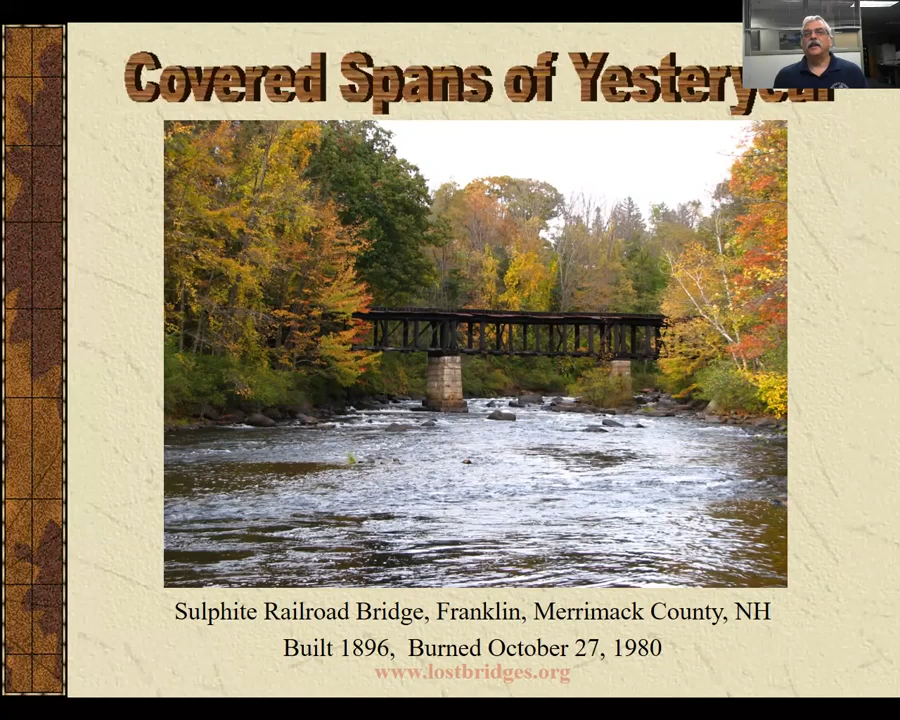 Covered Spans of Yesteryear
Sulphite Railroad Bridge, Franklin, Merrimack County, NH
Built 1896,  Burned October 27, 1980
www.lostbridges.org